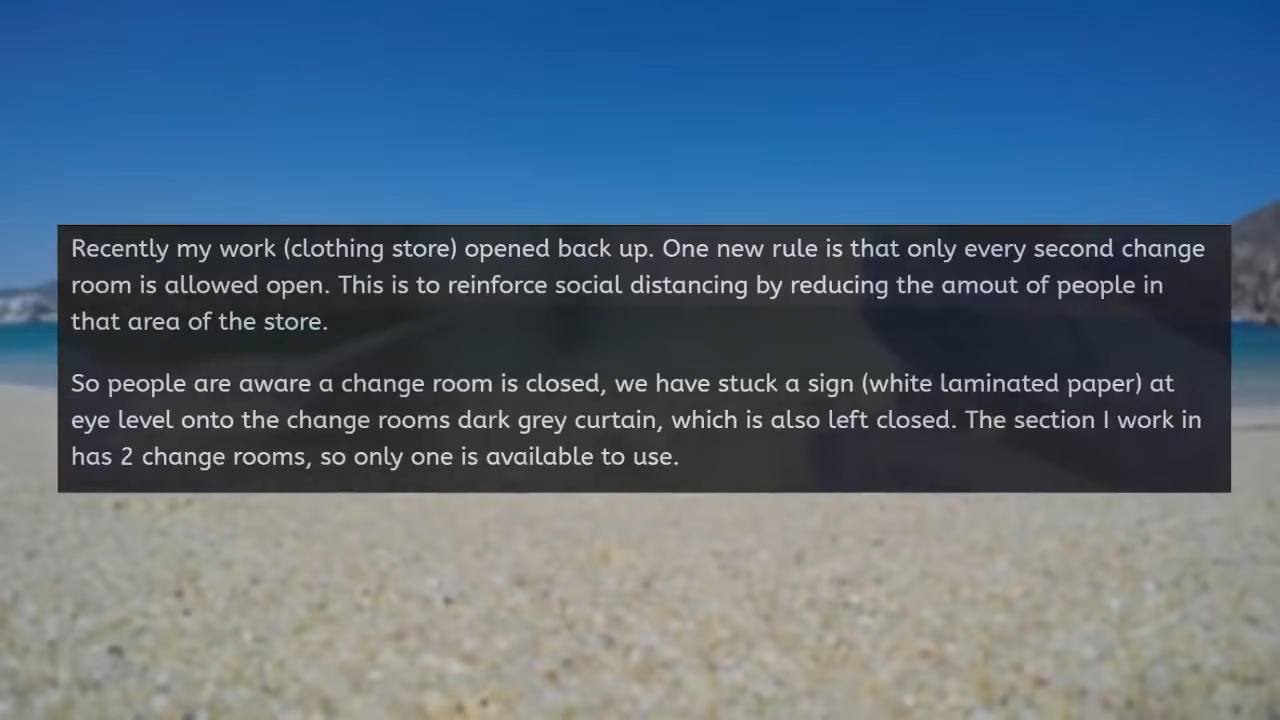 Recently my work (clothing store) opened back up. One new rule is that only every second change
room is allowed open. This is to reinforce social distancing by reducing the amout of people in
that area of the store.
So people are aware a change room is closed, we have stuck a sign (white laminated paper) at
eye level onto the change rooms dark grey curtain, which is also left closed. The section I work in
has 2 change rooms, so only one is available to use.